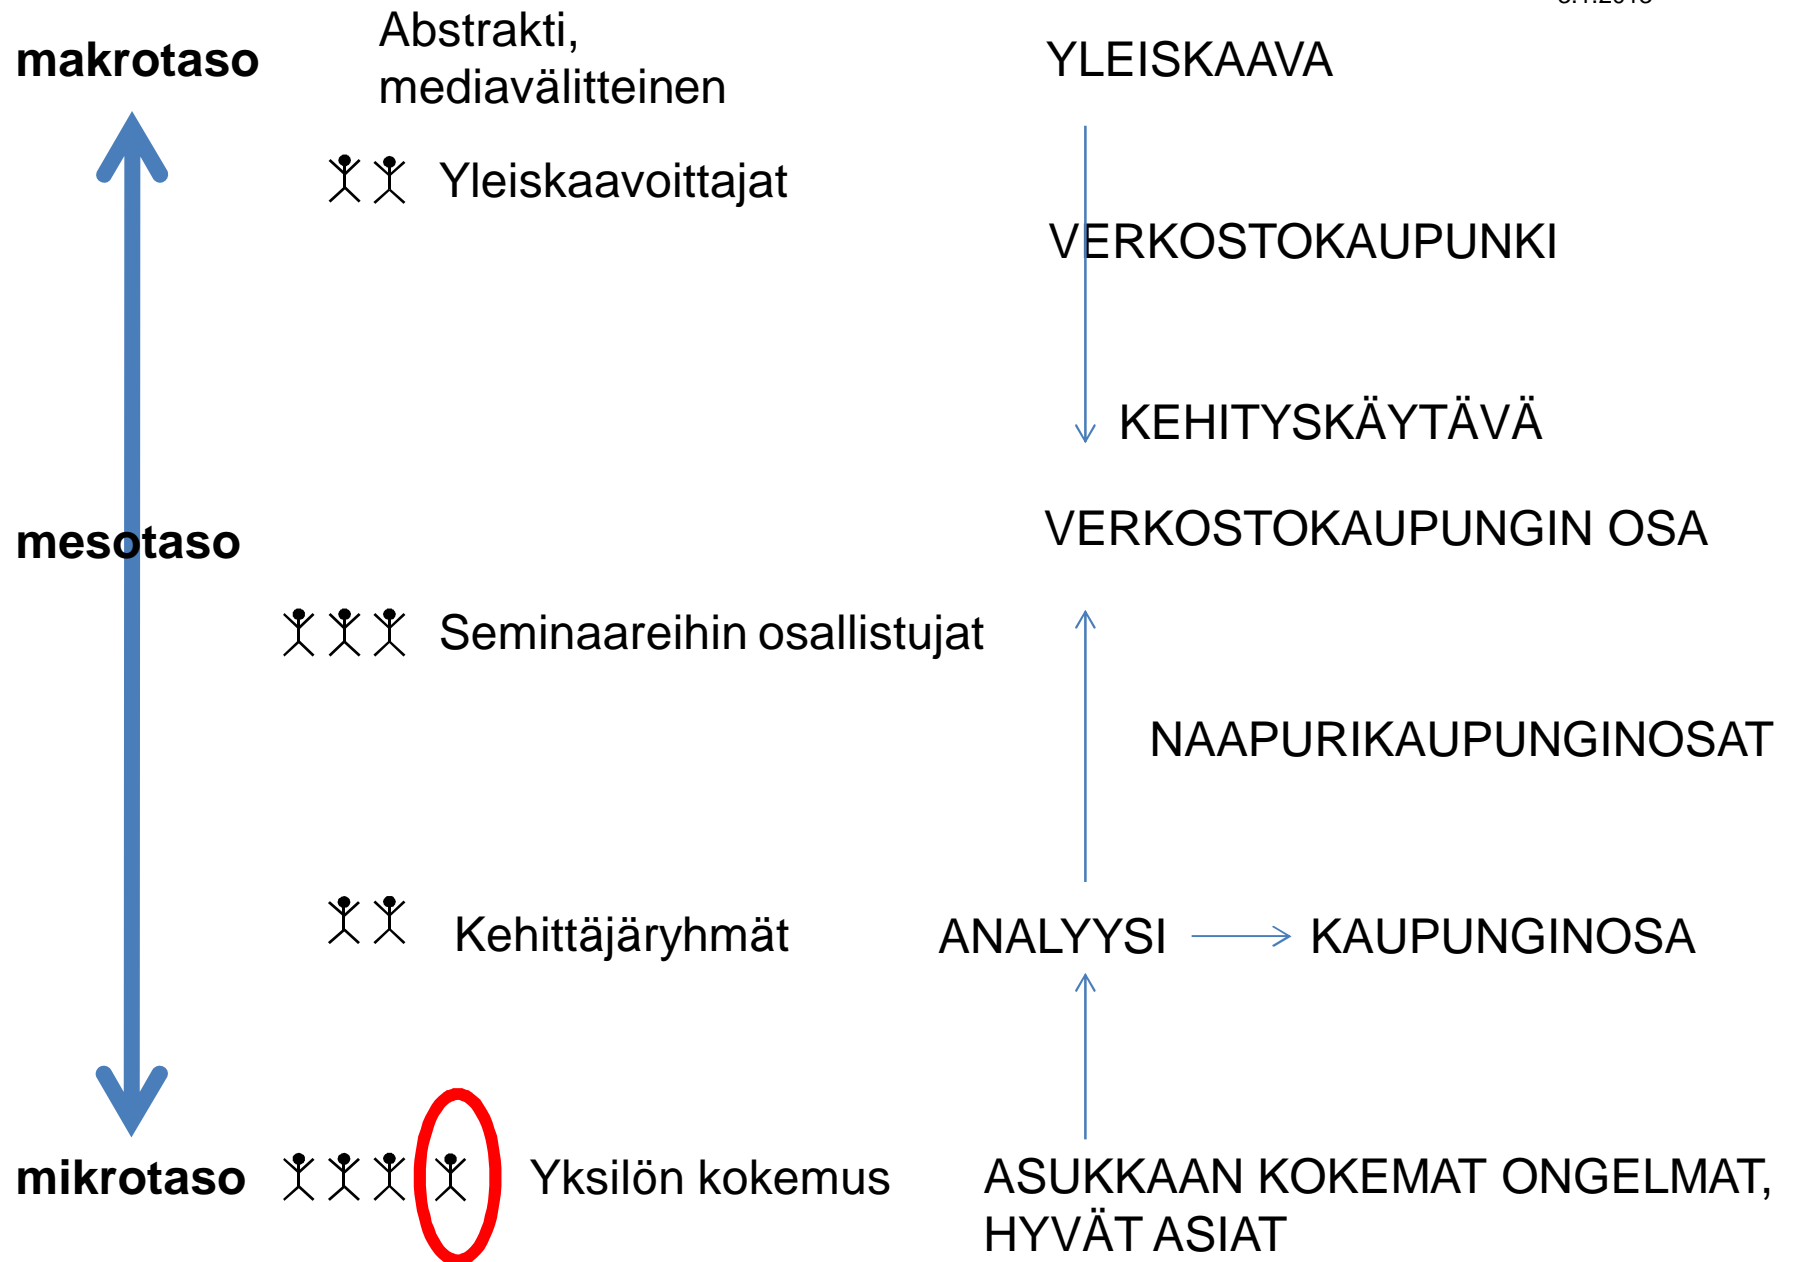 makrotaso
Abstrakti,
mediavälitteinen
YLEISKAAVA
Yleiskaavoittajat
VERKOSTOKAUPUNKI
KEHITYSKÄYTÄVÄ
mesotaso
VERKOSTOKAUPUNGIN OSA
Seminaareihin osallistujat
NAAPURIKAUPUNGINOSAT
Kehittäjäryhmät
ANALYYSI
KAUPUNGINOSA
mikrotaso
Yksilön kokemus
ASUKKAAN KOKEMAT ONGELMAT,
HYVÄT ASIAT